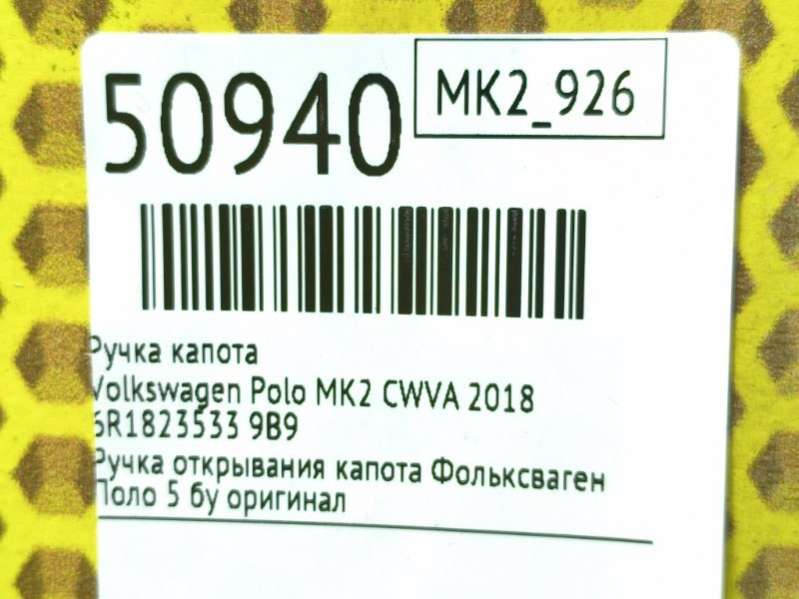 50940
MK2_926
Ручка капота
Volkswagen Polo MK2 CWVA 2018
6R1823533 9B9
Ручка открывания капота Фольксваген
Поло 5 бу оригинал